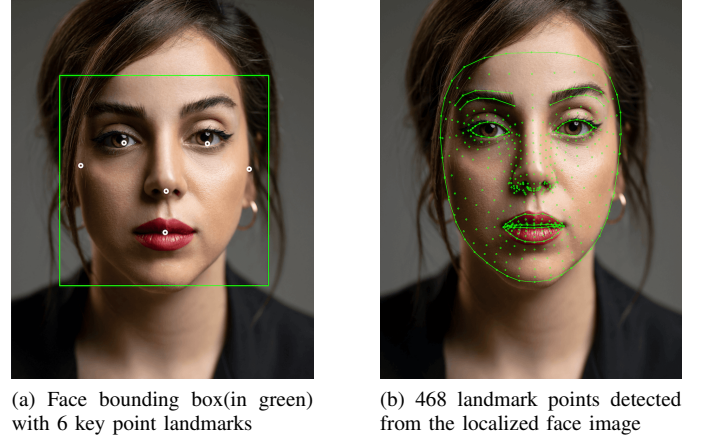 (a) Face bounding box(in green)
with 6 key point landmarks
(b) 468 landmark points detected
from the localized face image